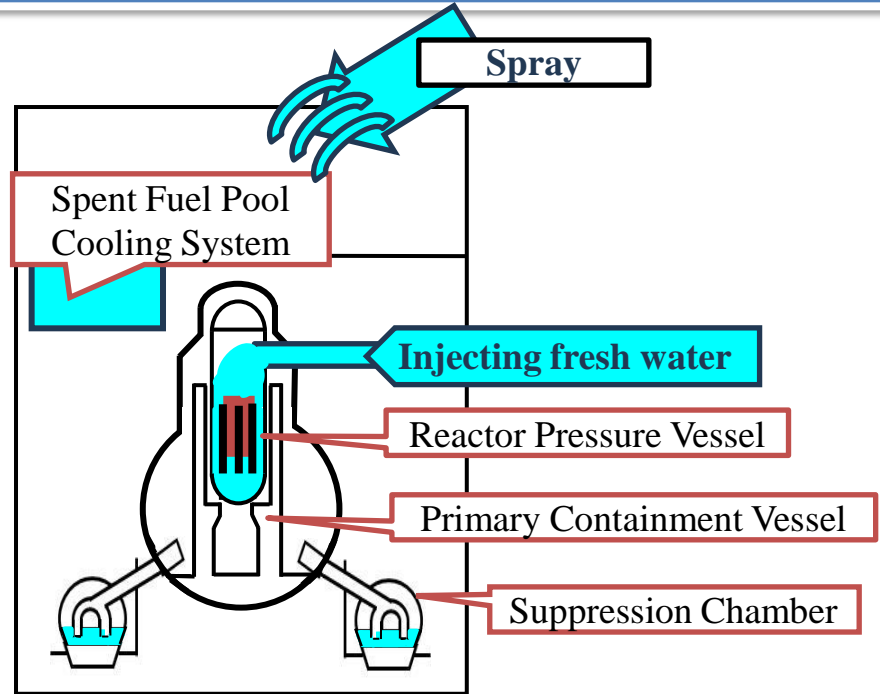 Spray
Spent Fuel Pool
Cooling System
Injecting fresh water
Reactor Pressure Vessel
Primary Containment Vessel
Suppression Chamber